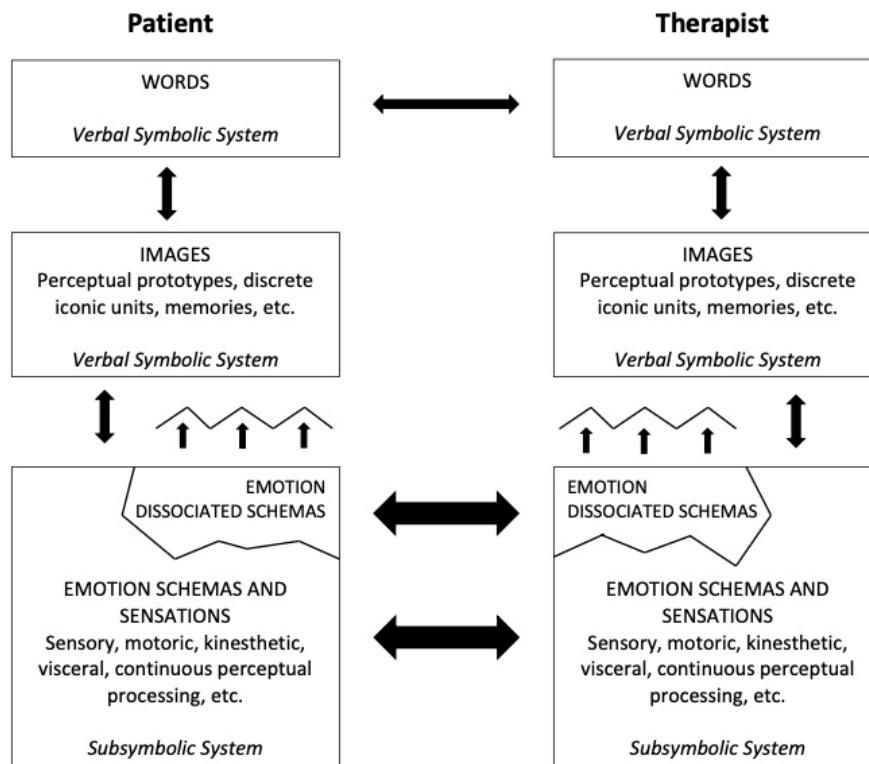 Patient
WORDS
Verbal Symbolic System
IMAGES
Perceptual prototypes, discrete
iconic units, memories, etc.
Verbal Symbolic System
EMOTION
DISSOCIATED SCHEMAS
EMOTION SCHEMAS AND
SENSATIONS
Sensory, motoric, kinesthetic,
visceral, continuous perceptual
processing, etc.
Subsymbolic System
Therapist
WORDS
Verbal Symbolic System
IMAGES
Perceptual prototypes, discrete
iconic units, memories, etc.
Verbal Symbolic System
EMOTION
DISSOCIATED SCHEMAS
EMOTION SCHEMAS AND
SENSATIONS
Sensory, motoric, kinesthetic,
visceral, continuous perceptual
processing, etc.
Subsymbolic System